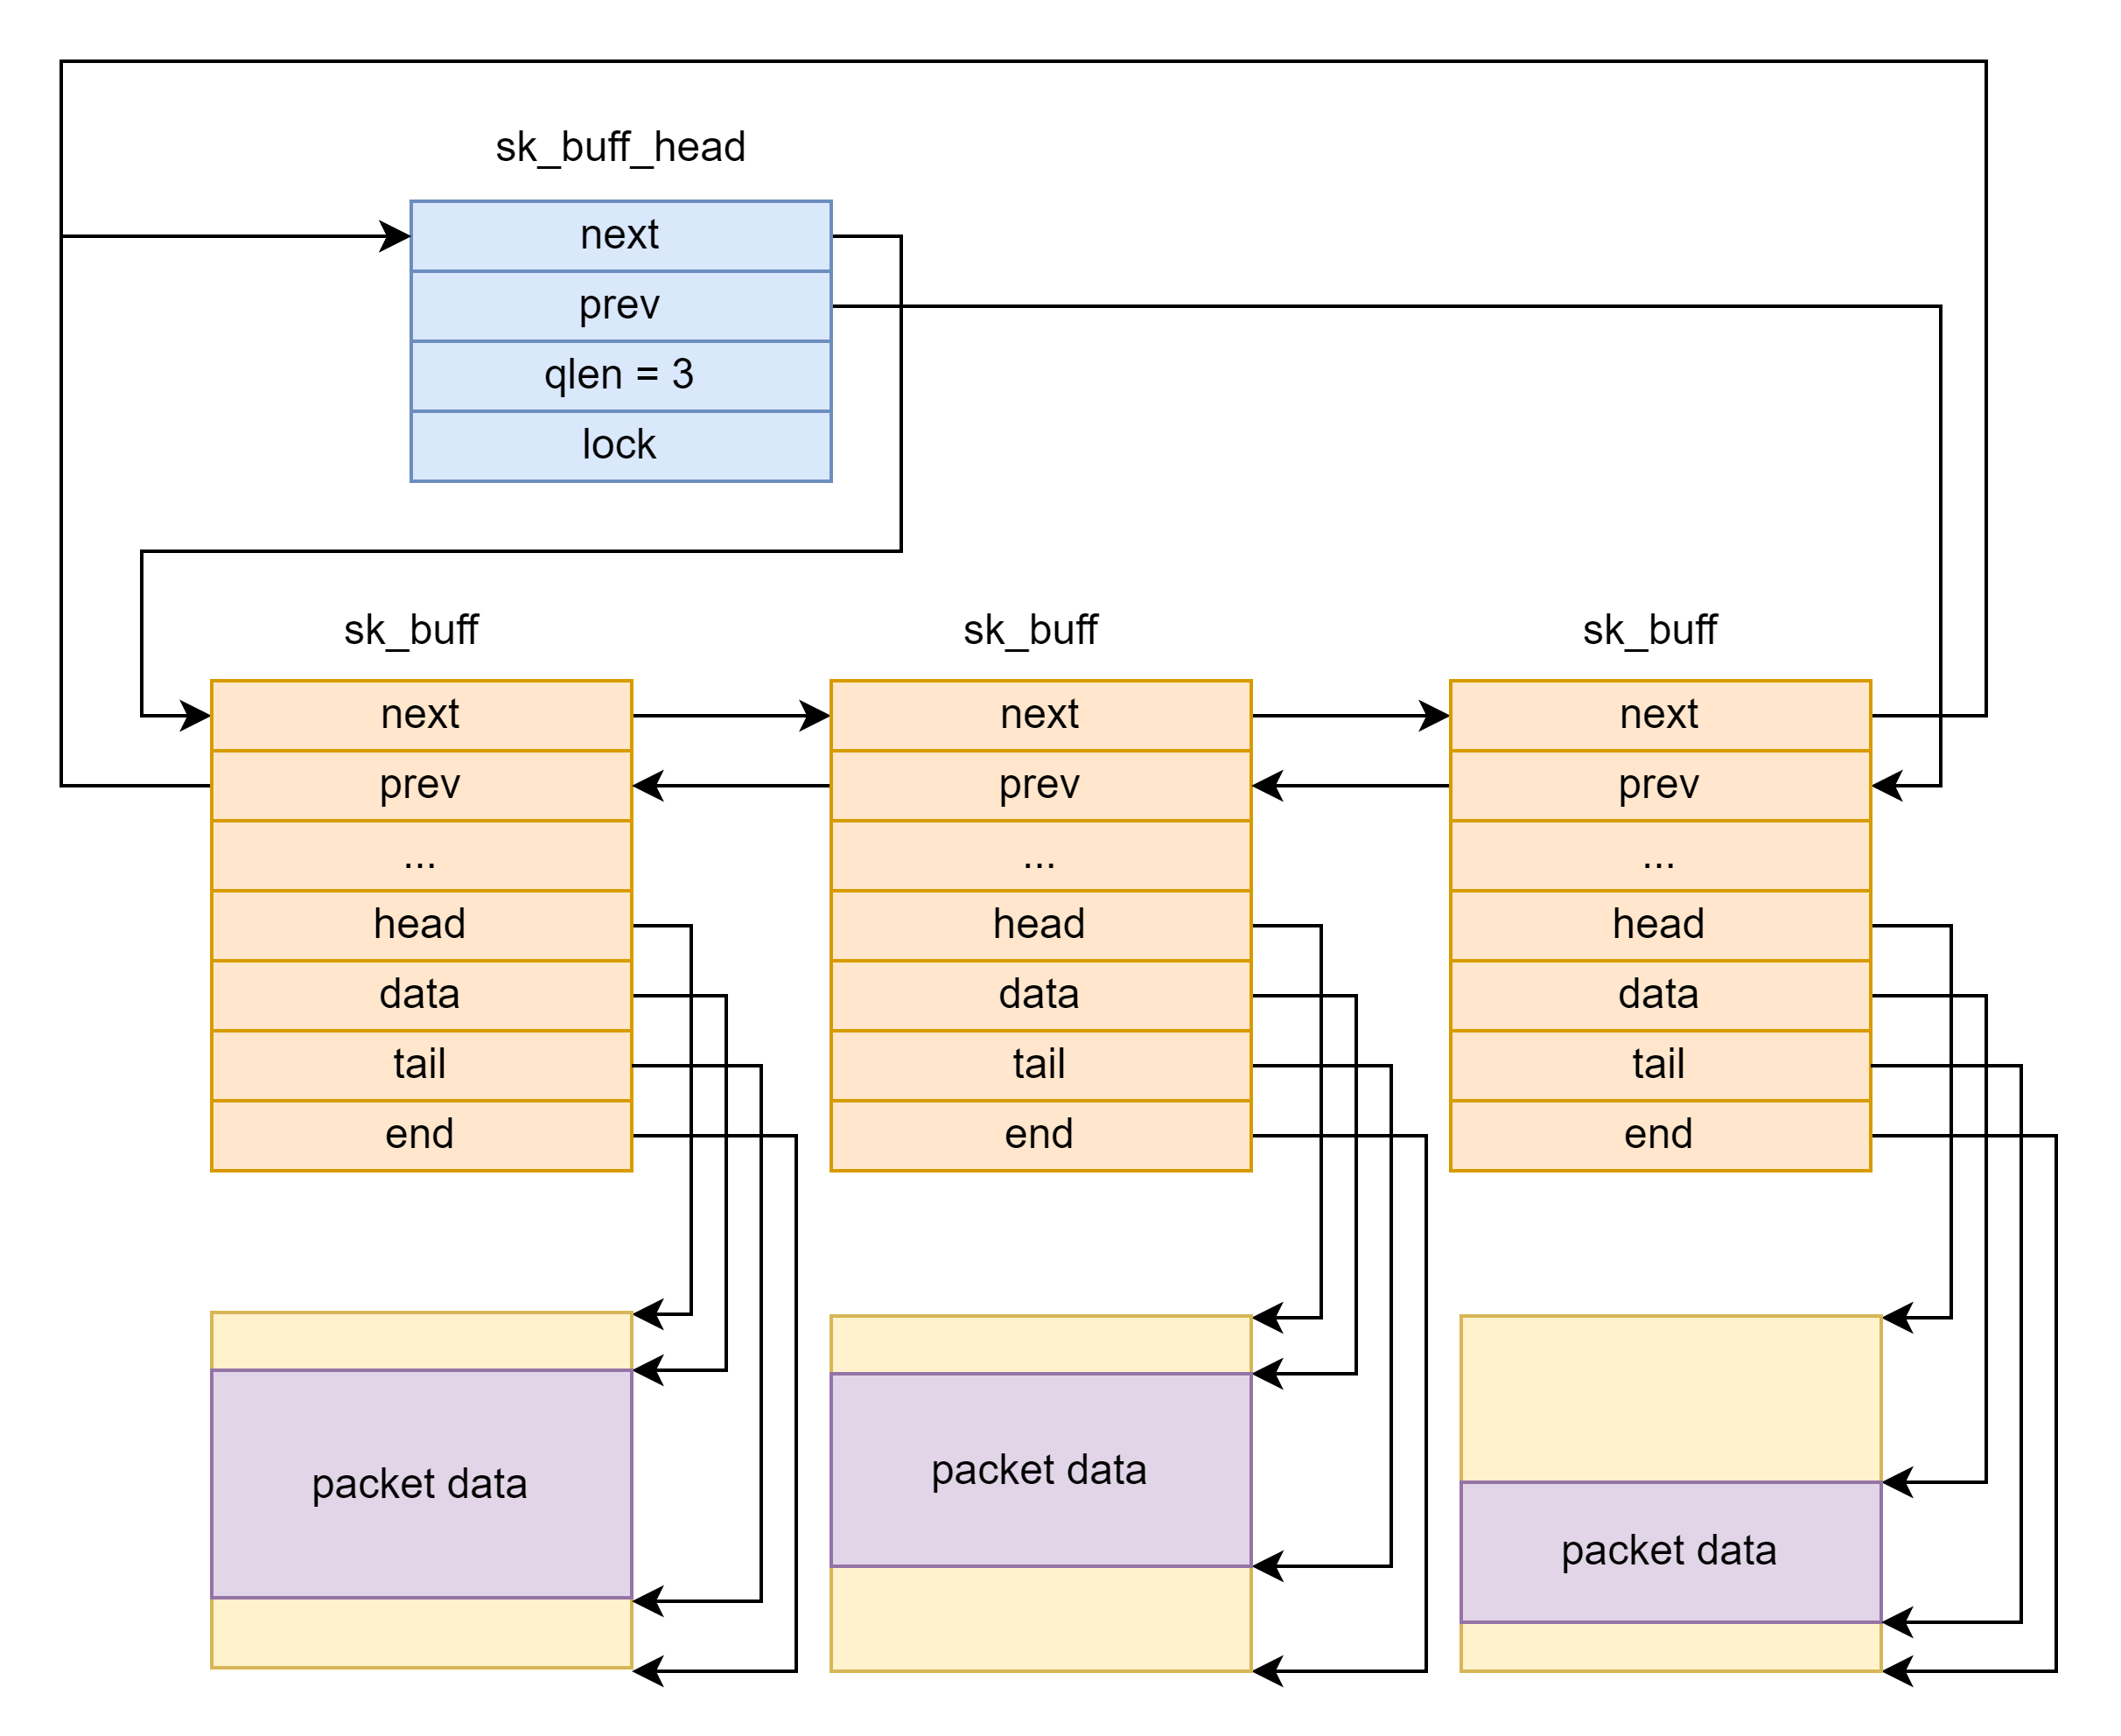 sk_buff_head
next
prev
qlen = 3
lock
sk_buff
next
prev
...
head
data
tail
end
packet data
sk_buff
next
prev
...
head
data
tail
end
packet data
sk_buff
next
prev
...
head
data
tail
end
packet data